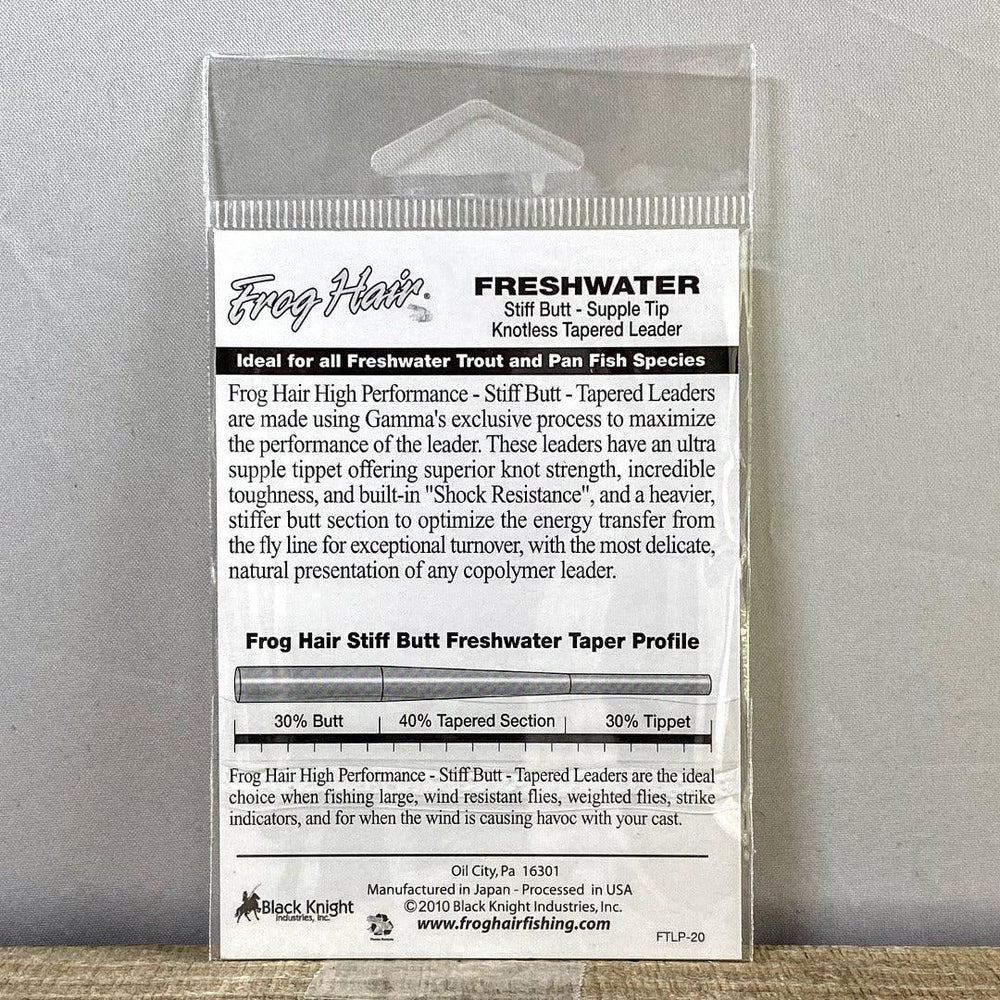 Frog Hair®
FRESHWATER
Stiff Butt - Supple Tip
Knotless Tapered Leader
Ideal for all Freshwater Trout and Pan Fish Species
Frog Hair High Performance - Stiff Butt - Tapered Leaders
are made using Gamma's exclusive process to maximize
the performance of the leader. These leaders have an ultra
supple tippet offering superior knot strength, incredible
toughness, and built-in "Shock Resistance", and a heavier,
stiffer butt section to optimize the energy transfer from
the fly line for exceptional turnover, with the most delicate,
natural presentation of any copolymer leader.
Frog Hair Stiff Butt Freshwater Taper Profile
30% Butt 40% Tapered Section 30% Tippet
Frog Hair High Performance - Stiff Butt - Tapered Leaders are the ideal
choice when fishing large, wind resistant flies, weighted flies, strike
indicators, and for when the wind is causing havoc with your cast.
Oil City, Pa 16301
Manufactured in Japan - Processed in USA
©2010 Black Knight Industries, Inc.
www.froghairfishing.com
Black Knight
Industries, Inc.
Please Recycle
FTLP-20